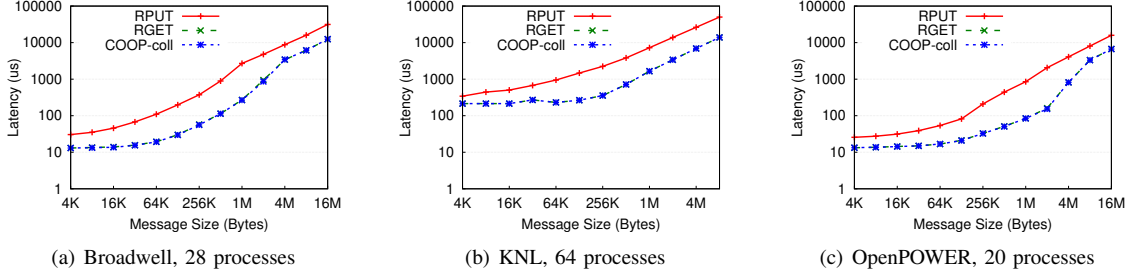 RPUT
RGET
COOP-coll
100000
10000
1000
100
10
1
Latency (us)
4K 16K 64K 256K 1M 4M 16M
Message Size (Bytes)
(a) Broadwell, 28 processes
RPUT
RGET
COOP-coll
100000
10000
1000
100
10
1
Latency (us)
4K 16K 64K 256K 1M 4M
Message Size (Bytes)
(b) KNL, 64 processes
RPUT
RGET
COOP-coll
100000
10000
1000
100
10
1
Latency (us)
4K 16K 64K 256K 1M 4M 16M
Message Size (Bytes)
(c) OpenPOWER, 20 processes